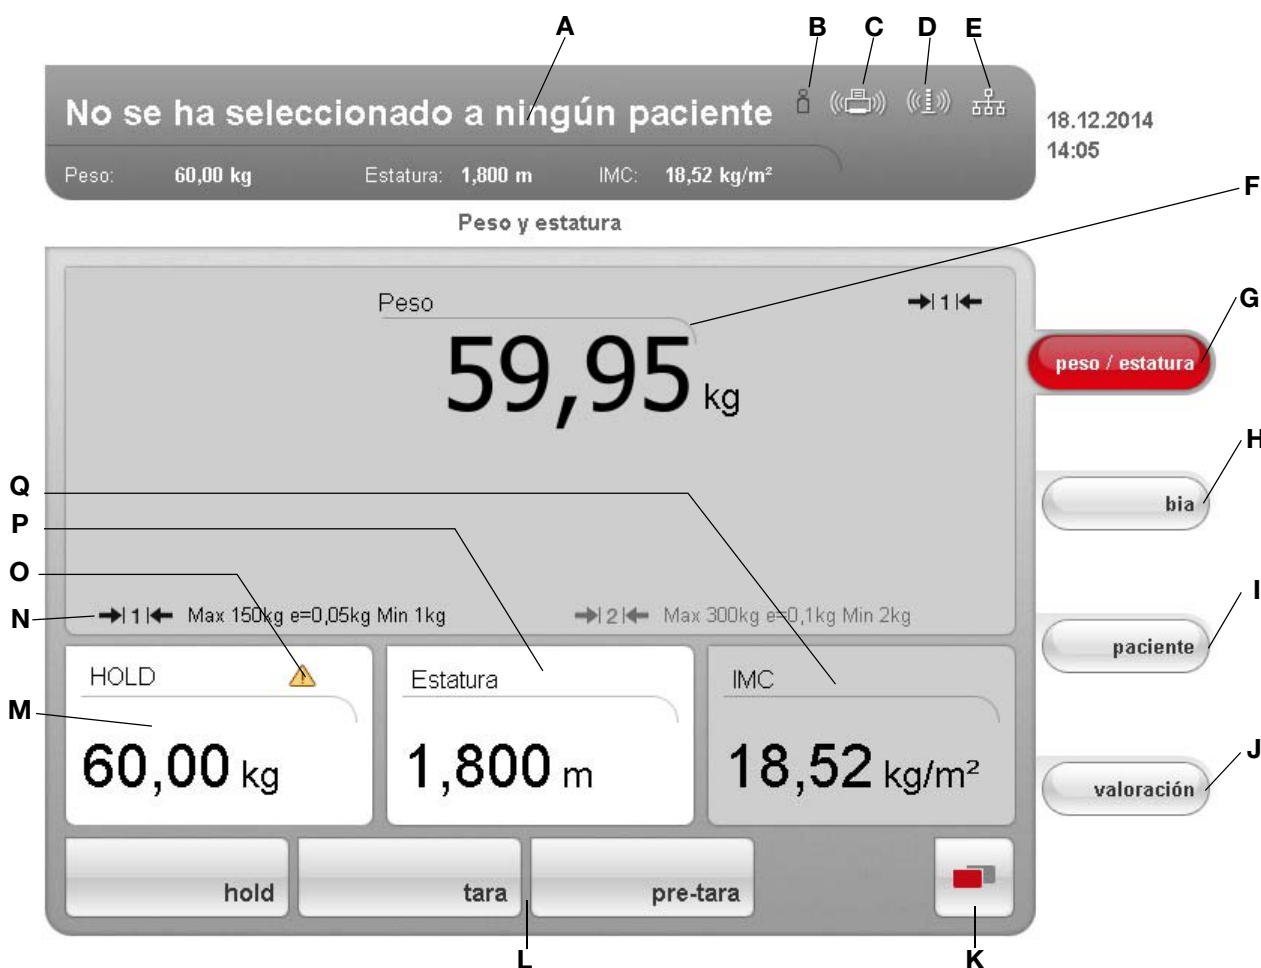 A B C D E
No se ha seleccionado a ningún paciente
18.12.2014
14:05
Peso: 60,00 kg Estatura: 1,800 m IMC: 18,52 kg/m²
F
Peso y estatura
Peso →|1|←
G
59,95 kg
peso / estatura
H
Q
bia
P
O
I
N →|1|← Max 150kg e=0,05kg Min 1kg →|2|← Max 300kg e=0,1kg Min 2kg
paciente
HOLD Estatura IMC
M
J
60,00 kg 1,800 m 18,52 kg/m²
valoración
hold tara pre-tara
L K